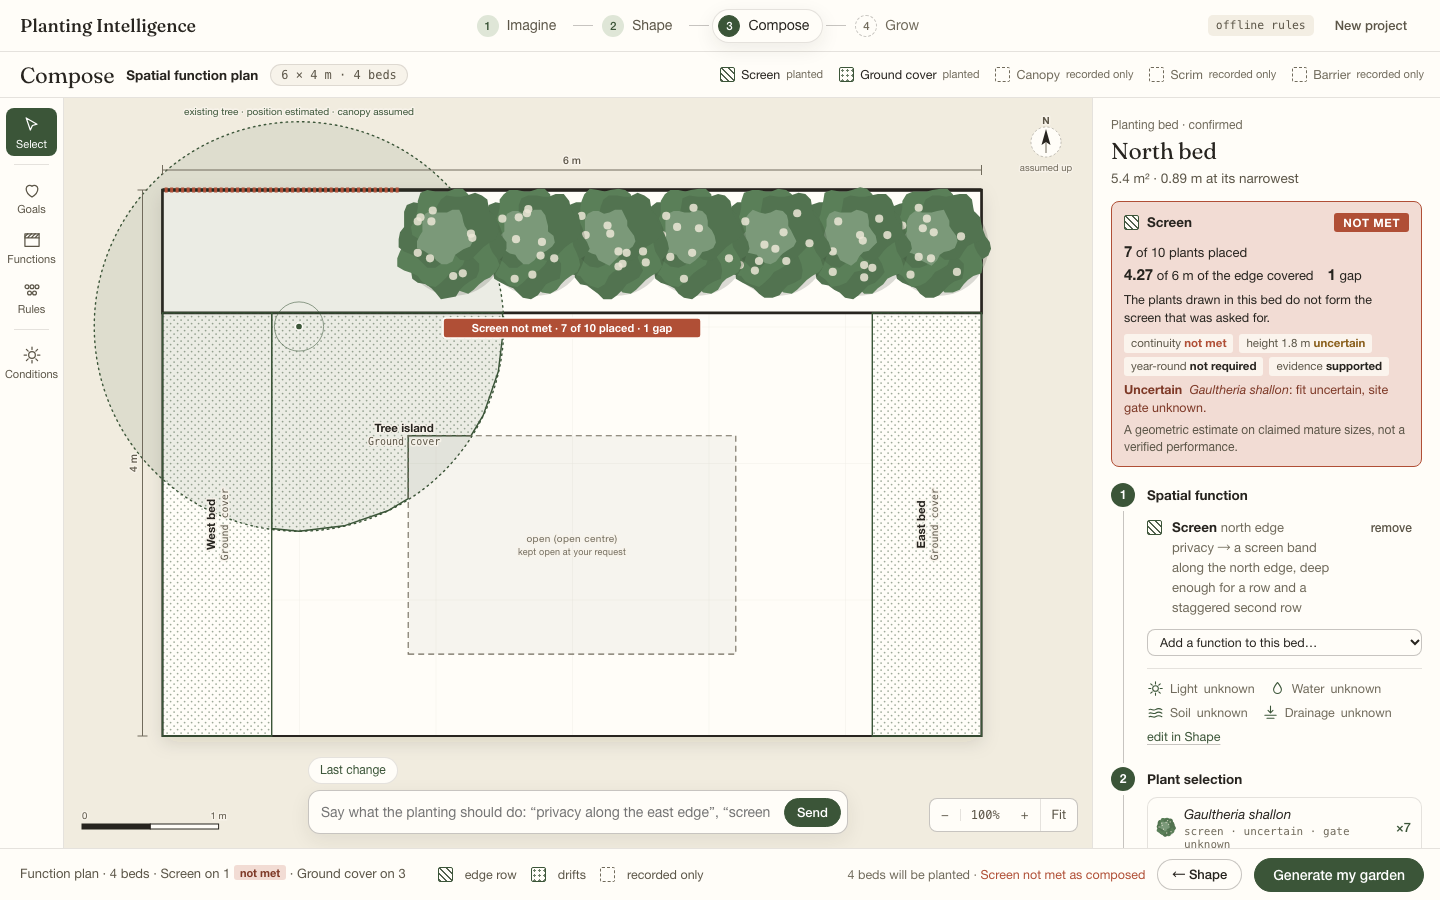 Planting Intelligence
1 Imagine
2 Shape
3 Compose
4 Grow
offline rules
New project
Compose Spatial function plan 6 × 4 m · 4 beds
Screen planted
Ground cover planted
Canopy recorded only
Scrim recorded only
Barrier recorded only
Select
Goals
Functions
Rules
Conditions
existing tree · position estimated · canopy assumed
6 m
N
assumed up
4 m
Screen not met · 7 of 10 placed · 1 gap
Tree island
Ground cover
West bed
Ground cover
open (open centre)
kept open at your request
East bed
Ground cover
Last change
Say what the planting should do: “privacy along the east edge”, “screen
Send
0 1 m
− 100% + Fit
Planting bed · confirmed
North bed
5.4 m² · 0.89 m at its narrowest
Screen NOT MET
7 of 10 plants placed
4.27 of 6 m of the edge covered 1 gap
The plants drawn in this bed do not form the
screen that was asked for.
continuity not met height 1.8 m uncertain
year-round not required evidence supported
Uncertain Gaultheria shallon: fit uncertain, site
gate unknown.
A geometric estimate on claimed mature sizes, not a
verified performance.
1 Spatial function
Screen north edge remove
privacy → a screen band
along the north edge, deep
enough for a row and a
staggered second row
Add a function to this bed…
Light unknown Water unknown
Soil unknown Drainage unknown
edit in Shape
2 Plant selection
Gaultheria shallon
screen · uncertain · gate
unknown
×7
Function plan · 4 beds · Screen on 1 not met · Ground cover on 3
edge row
drifts
recorded only
4 beds will be planted · Screen not met as composed
← Shape
Generate my garden